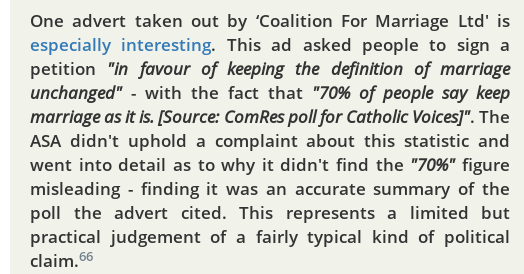 One advert taken out by ‘Coalition For Marriage Ltd' is
especially interesting. This ad asked people to sign a
petition "in favour of keeping the definition of marriage
unchanged" - with the fact that "70% of people say keep
marriage as it is. [Source: ComRes poll for Catholic Voices]". The
ASA didn't uphold a complaint about this statistic and
went into detail as to why it didn't find the "70%" figure
misleading - finding it was an accurate summary of the
poll the advert cited. This represents a limited but
practical judgement of a fairly typical kind of political
claim.66